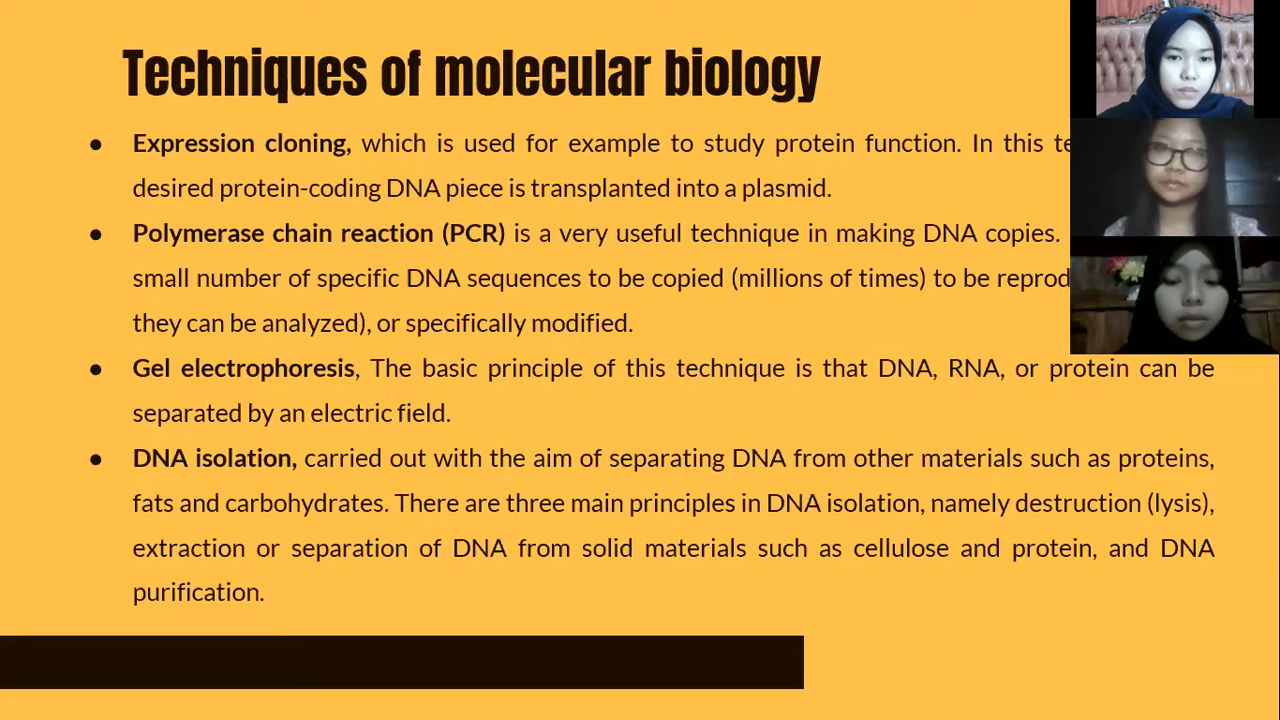 Techniques of molecular biology
● Expression cloning, which is used for example to study protein function. In this
desired protein-coding DNA piece is transplanted into a plasmid.
● Polymerase chain reaction (PCR) is a very useful technique in making DNA copies.
small number of specific DNA sequences to be copied (millions of times) to be
they can be analyzed), or specifically modified.
● Gel electrophoresis, The basic principle of this technique is that DNA, RNA, or protein can be
separated by an electric field.
● DNA isolation, carried out with the aim of separating DNA from other materials such as proteins,
fats and carbohydrates. There are three main principles in DNA isolation, namely destruction (lysis),
extraction or separation of DNA from solid materials such as cellulose and protein, and DNA
purification.